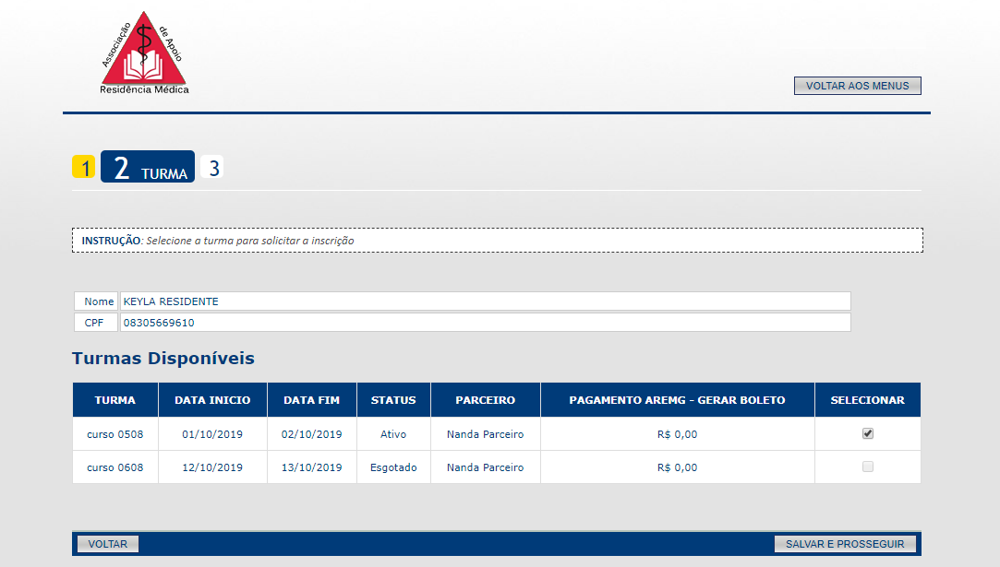 Associação de Apoio
Residência Médica
VOLTAR AOS MENUS
1 2 TURMA 3
INSTRUÇÃO: Selecione a turma para solicitar a inscrição
Nome KEYLA RESIDENTE
CPF 08305669610
Turmas Disponíveis
TURMA DATA INICIO DATA FIM STATUS PARCEIRO PAGAMENTO AREMG - GERAR BOLETO SELECIONAR
curso 0508 01/10/2019 02/10/2019 Ativo Nanda Parceiro R$ 0,00
curso 0608 12/10/2019 13/10/2019 Esgotado Nanda Parceiro R$ 0,00
VOLTAR SALVAR E PROSSEGUIR